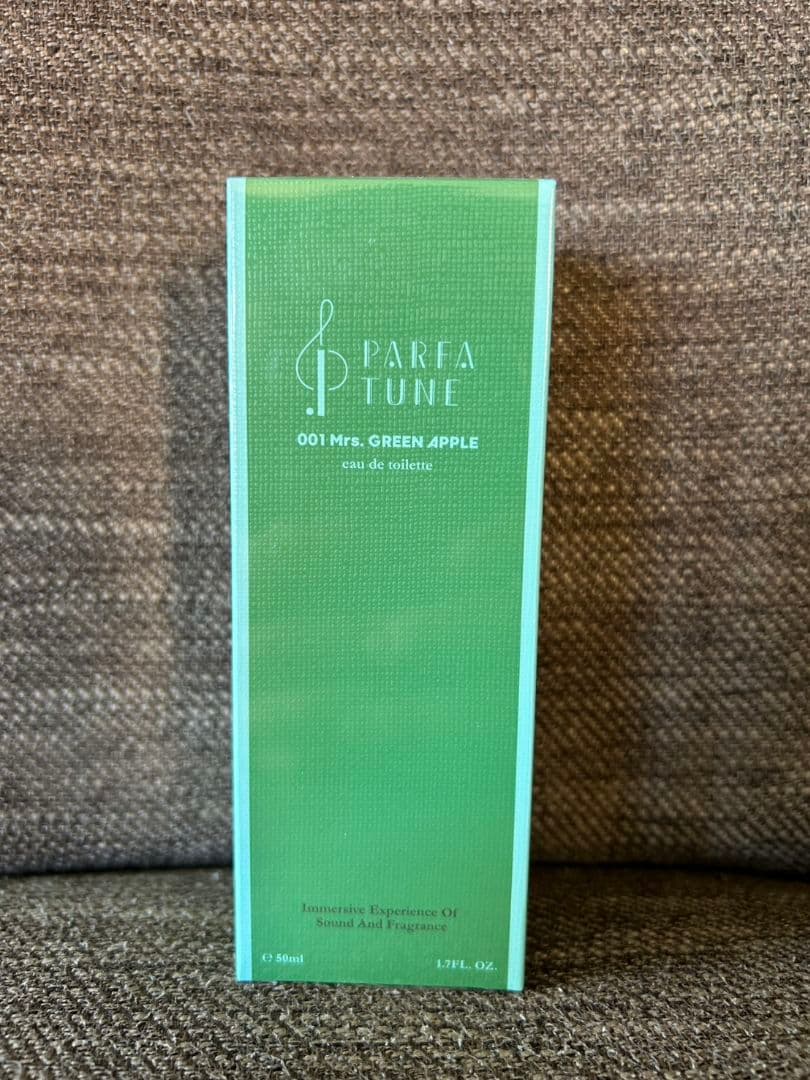 PARFA
TUNE
001 Mrs. GREEN APPLE
eau de toilette
Immersive Experience Of
Sound And Fragrance
℮ 50ml
1.7FL. OZ.